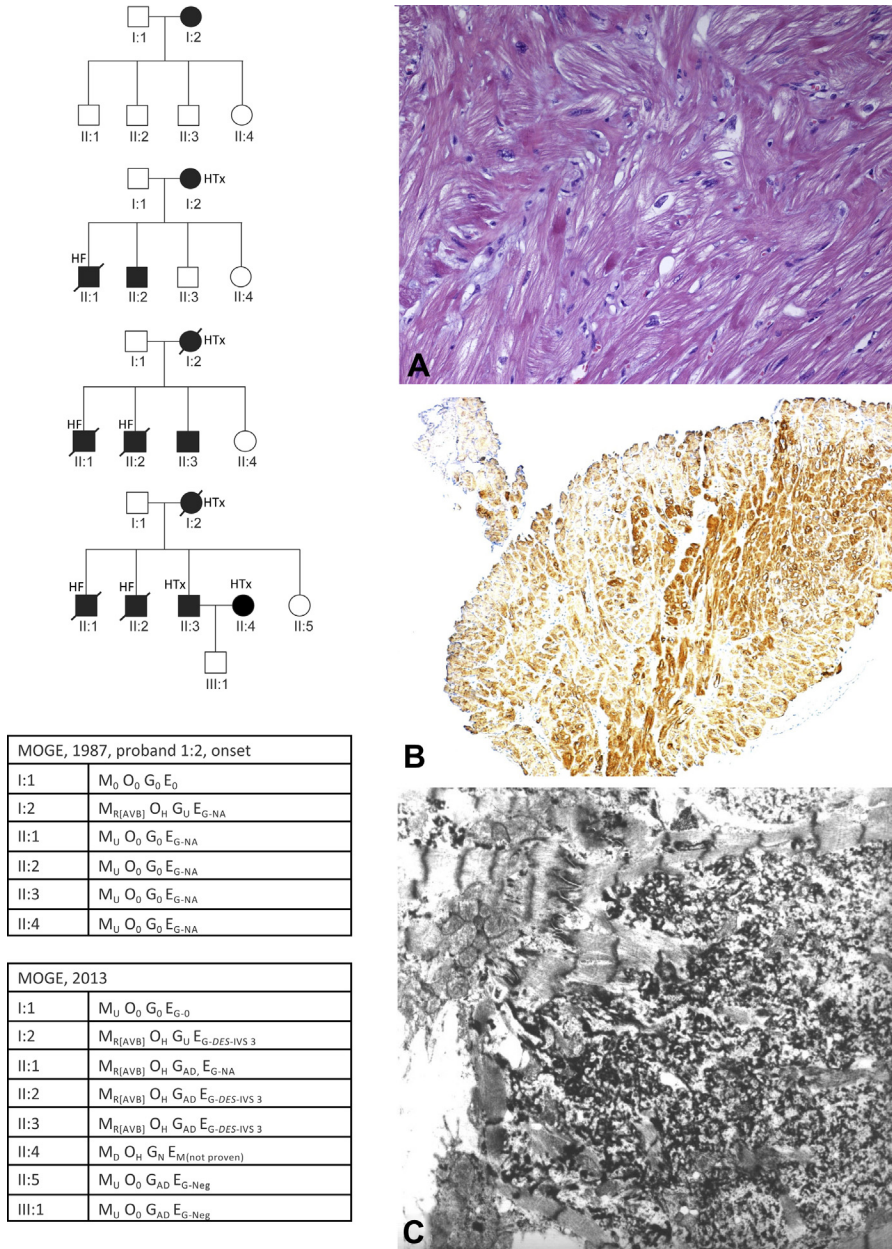 I:1 I:2
II:1 II:2 II:3 II:4
HTx
I:1 I:2
HF
II:1 II:2 II:3 II:4
HTx
I:1 I:2
HF HF
II:1 II:2 II:3 II:4
HTx
I:1 I:2
HF HF HTx HTx
II:1 II:2 II:3 II:4 II:5
III:1
MOGE, 1987, proband 1:2, onset
I:1 M0 O0 G0 E0
I:2 MR[AVB] OH GU EG-NA
II:1 MU O0 G0 EG-NA
II:2 MU O0 G0 EG-NA
II:3 MU O0 G0 EG-NA
II:4 MU O0 G0 EG-NA
MOGE, 2013
I:1 MU O0 G0 EG-0
I:2 MR[AVB] OH GU EG-DES-IVS 3
II:1 MR[AVB] OH GAD, EG-NA
II:2 MR[AVB] OH GAD EG-DES-IVS 3
II:3 MR[AVB] OH GAD EG-DES-IVS 3
II:4 MD OH GN EM(not proven)
II:5 MU O0 GAD EG-Neg
III:1 MU O0 GAD EG-Neg
A
B
C